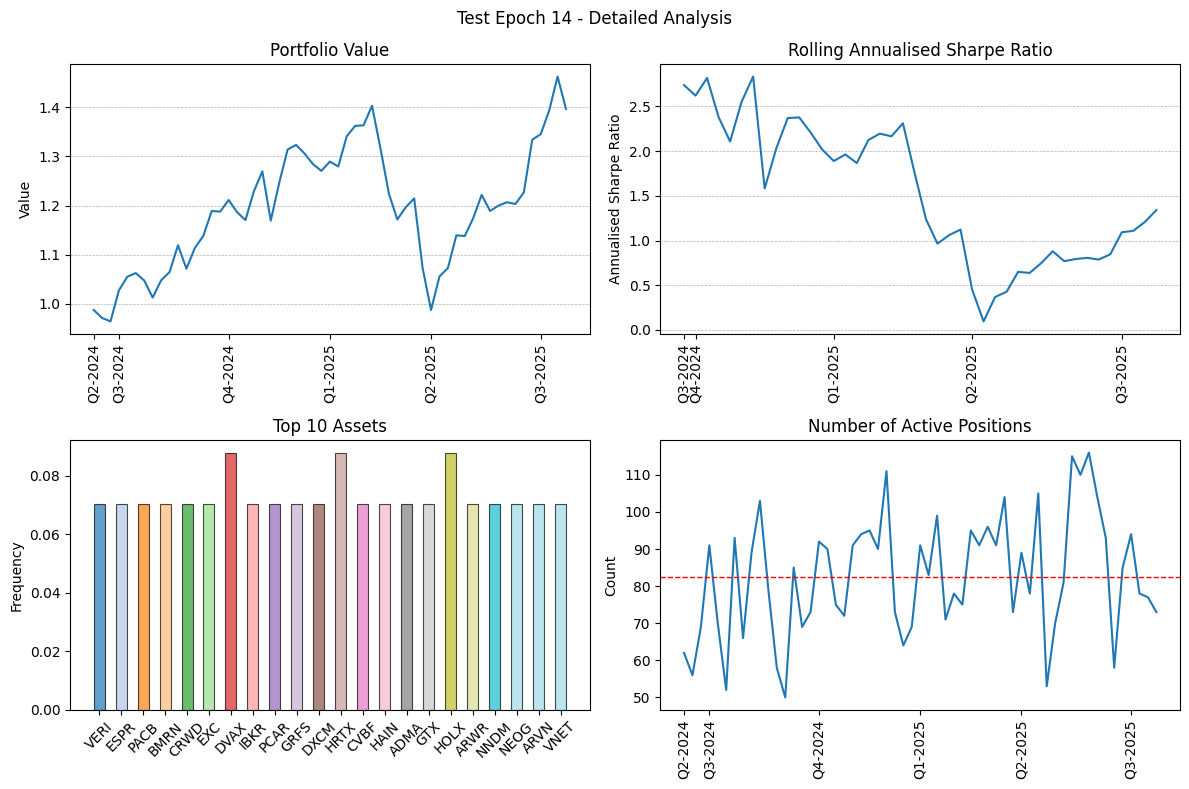 Test Epoch 14 - Detailed Analysis
Portfolio Value
Value
1.4
1.3
1.2
1.1
1.0
Q2-2024
Q3-2024
Q4-2024
Q1-2025
Q2-2025
Q3-2025
Rolling Annualised Sharpe Ratio
Annualised Sharpe Ratio
2.5
2.0
1.5
1.0
0.5
0.0
Q3-2024
Q4-2024
Q1-2025
Q2-2025
Q3-2025
Top 10 Assets
Frequency
0.08
0.06
0.04
0.02
0.00
VERI
ESPR
PACB
BMRN
CRWD
EXC
DVAX
IBKR
PCAR
GRFS
DXCM
HRTX
CVBF
HAIN
ADMA
GTX
HOLX
ARWR
NNDM
NEOG
ARVN
VNET
Number of Active Positions
Count
110
100
90
80
70
60
50
Q2-2024
Q3-2024
Q4-2024
Q1-2025
Q2-2025
Q3-2025